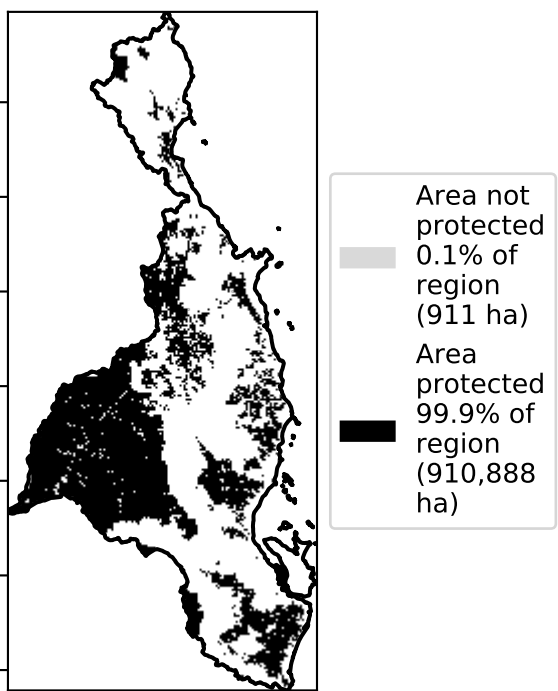 Area not
protected
0.1% of
region
(911 ha)
Area
protected
99.9% of
region
(910,888
ha)